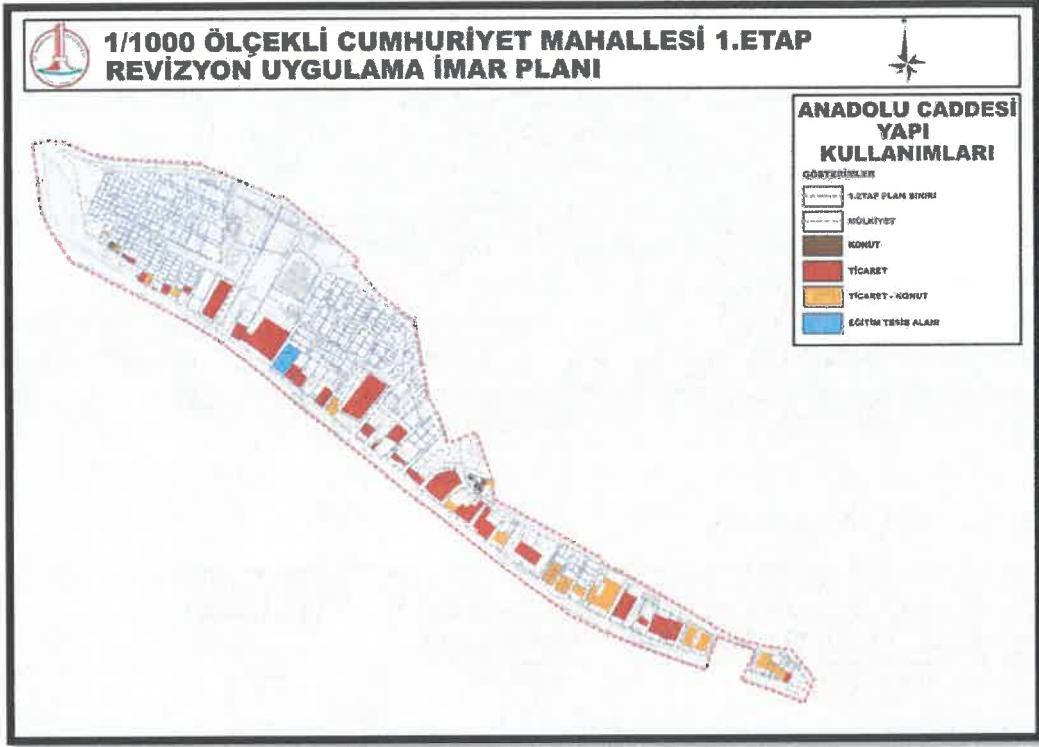 1/1000 ÖLÇEKLİ CUMHURİYET MAHALLESİ 1.ETAP
REVİZYON UYGULAMA İMAR PLANI
ANADOLU CADDESİ
YAPI
KULLANIMLARI
GÖSTERİMLER
1.ETAP PLAN SINIRI
MÜLKİYET
KONUT
TİCARET
TİCARET - KONUT
EĞİTİM TESİS ALANI